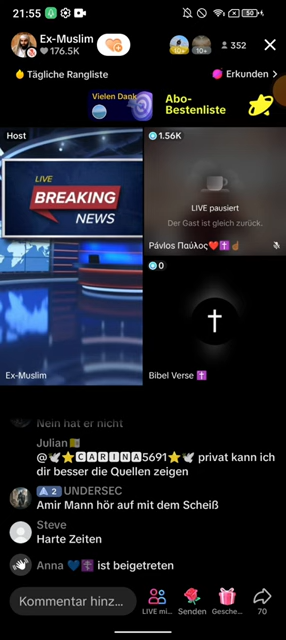 21:55
Ex-Muslim
176.5K
10+
10+
352
Tägliche Rangliste
Erkunden
Vielen Dank
Abo-
Bestenliste
Host
LIVE
BREAKING
NEWS
Ex-Muslim
1.56K
LIVE pausiert
Der Gast ist gleich zurück.
Pávlos Παύλος❤️✝️☝🏾
0
Bibel Verse ✝️
Nein hat er nicht
Julian
@🕊️⭐🅲🅰🆁🅸🅽🅰5691⭐🕊️ privat kann ich
dir besser die Quellen zeigen
2 UNDERSEC
Amir Mann hör auf mit dem Scheiß
Steve
Harte Zeiten
Anna 💙✝️ ist beigetreten
Kommentar hinz...
LIVE mi...
Senden
Gesche...
70